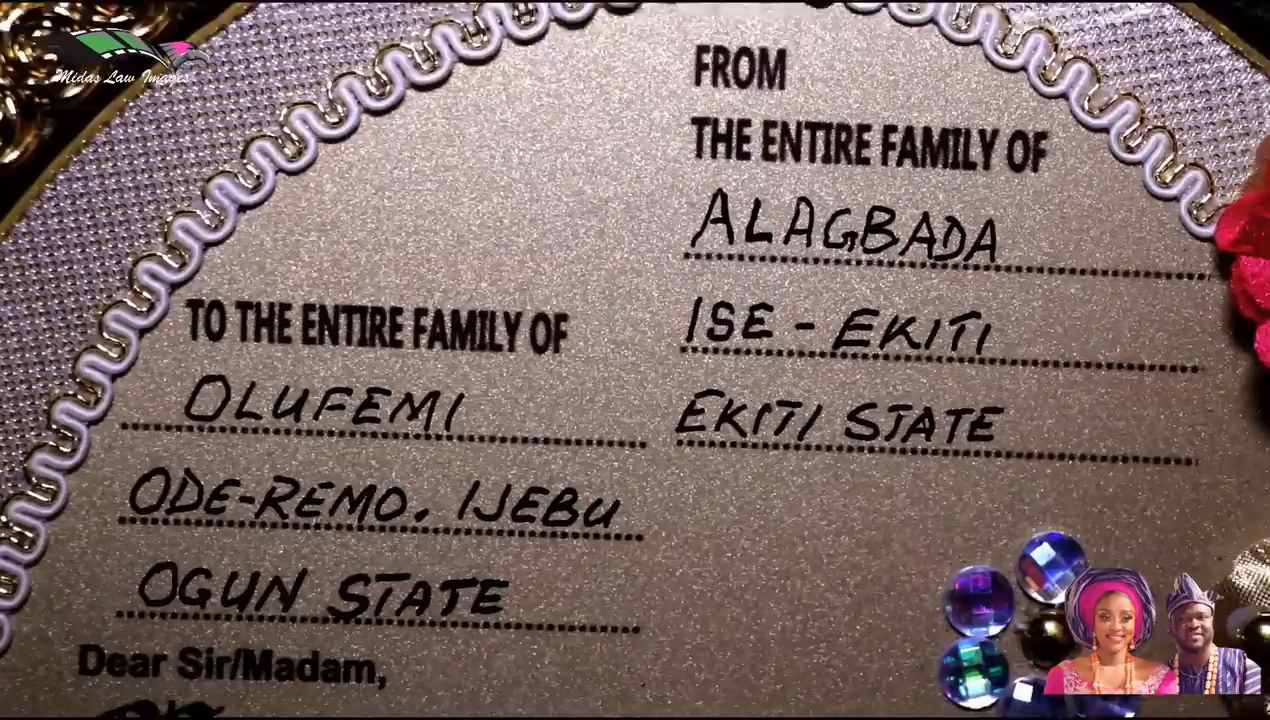 Midas Law Images
FROM
THE ENTIRE FAMILY OF
ALAGBADA
ISE - EKITI
EKITI STATE
TO THE ENTIRE FAMILY OF
OLUFEMI
ODE-REMO. IJEBU
OGUN STATE
Dear Sir/Madam,